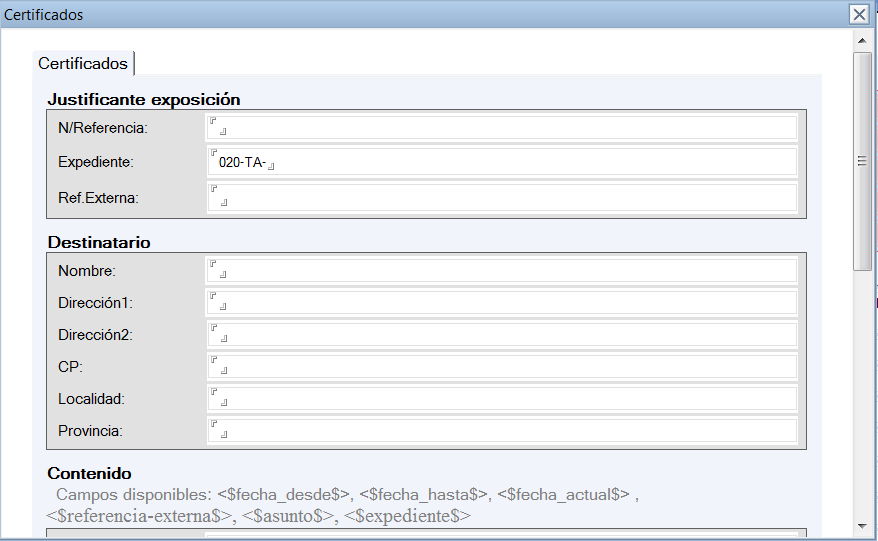 Certificados
Certificados
Justificante exposición
N/Referencia:
Expediente: 020-TA-
Ref.Externa:
Destinatario
Nombre:
Dirección1:
Dirección2:
CP:
Localidad:
Provincia:
Contenido
Campos disponibles: <$fecha_desde$>, <$fecha_hasta$>, <$fecha_actual$> ,
<$referencia-externa$>, <$asunto$>, <$expediente$>